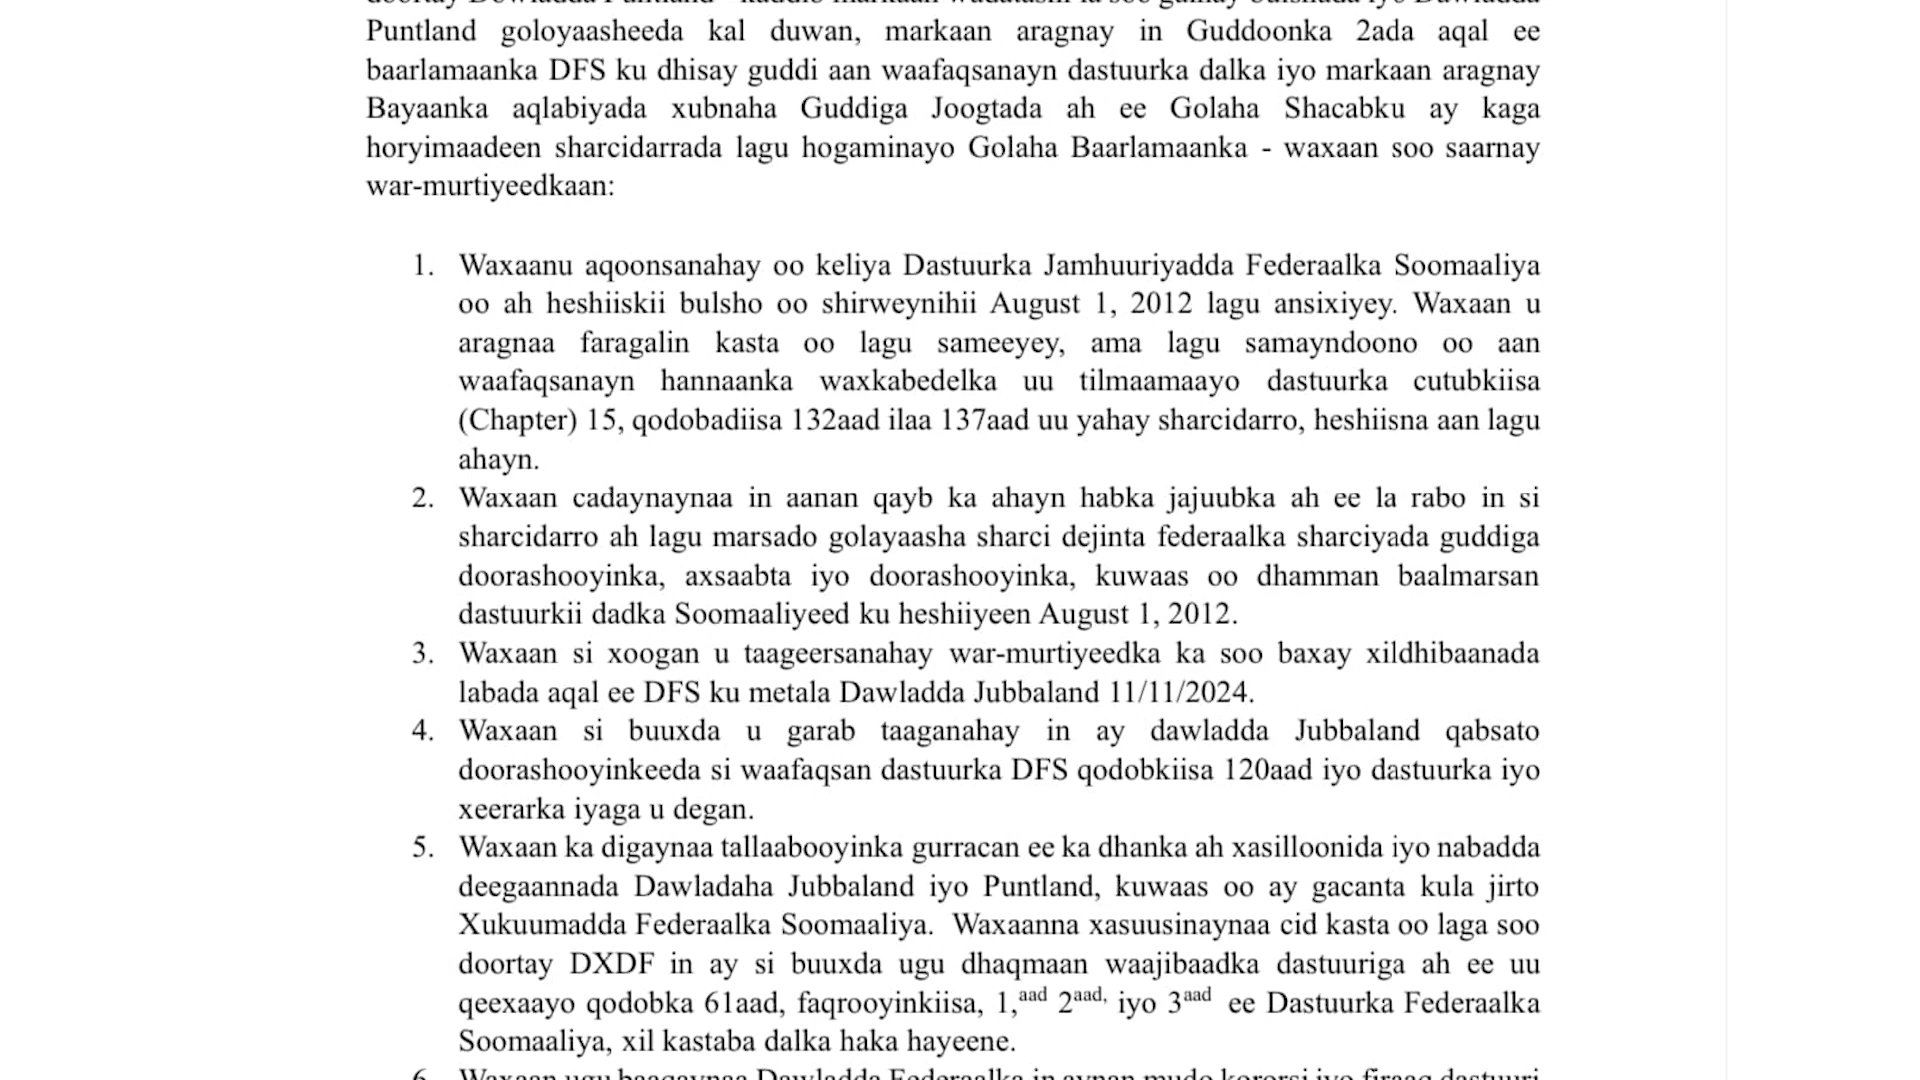 Puntland goloyaasheeda kal duwan, markaan aragnay in Guddoonka 2ada aqal ee
baarlamaanka DFS ku dhisay guddi aan waafaqsanayn dastuurka dalka iyo markaan aragnay
Bayaanka aqlabiyada xubnaha Guddiga Joogtada ah ee Golaha Shacabku ay kaga
horyimaadeen sharcidarrada lagu hogaminayo Golaha Baarlamaanka - waxaan soo saarnay
war-murtiyeedkaan:
1. Waxaanu aqoonsanahay oo keliya Dastuurka Jamhuuriyadda Federaalka Soomaaliya
oo ah heshiiskii bulsho oo shirweynihii August 1, 2012 lagu ansixiyey. Waxaan u
aragnaa faragalin kasta oo lagu sameeyey, ama lagu samayndoono oo aan
waafaqsanayn hannaanka waxkabedelka uu tilmaamaayo dastuurka cutubkiisa
(Chapter) 15, qodobadiisa 132aad ilaa 137aad uu yahay sharcidarro, heshiisna aan lagu
ahayn.
2. Waxaan cadaynaynaa in aanan qayb ka ahayn habka jajuubka ah ee la rabo in si
sharcidarro ah lagu marsado golayaasha sharci dejinta federaalka sharciyada guddiga
doorashooyinka, axsaabta iyo doorashooyinka, kuwaas oo dhamman baalmarsan
dastuurkii dadka Soomaaliyeed ku heshiiyeen August 1, 2012.
3. Waxaan si xoogan u taageersanahay war-murtiyeedka ka soo baxay xildhibaanada
labada aqal ee DFS ku metala Dawladda Jubbaland 11/11/2024.
4. Waxaan si buuxda u garab taaganahay in ay dawladda Jubbaland qabsato
doorashooyinkeeda si waafaqsan dastuurka DFS qodobkiisa 120aad iyo dastuurka iyo
xeerarka iyaga u degan.
5. Waxaan ka digaynaa tallaabooyinka gurracan ee ka dhanka ah xasilloonida iyo nabadda
deegaannada Dawladaha Jubbaland iyo Puntland, kuwaas oo ay gacanta kula jirto
Xukuumadda Federaalka Soomaaliya. Waxaanna xasuusinaynaa cid kasta oo laga soo
doortay DXDF in ay si buuxda ugu dhaqmaan waajibaadka dastuuriga ah ee uu
qeexaayo qodobka 61aad, faqrooyinkiisa, 1,aad 2aad, iyo 3aad ee Dastuurka Federaalka
Soomaaliya, xil kastaba dalka haka hayeene.